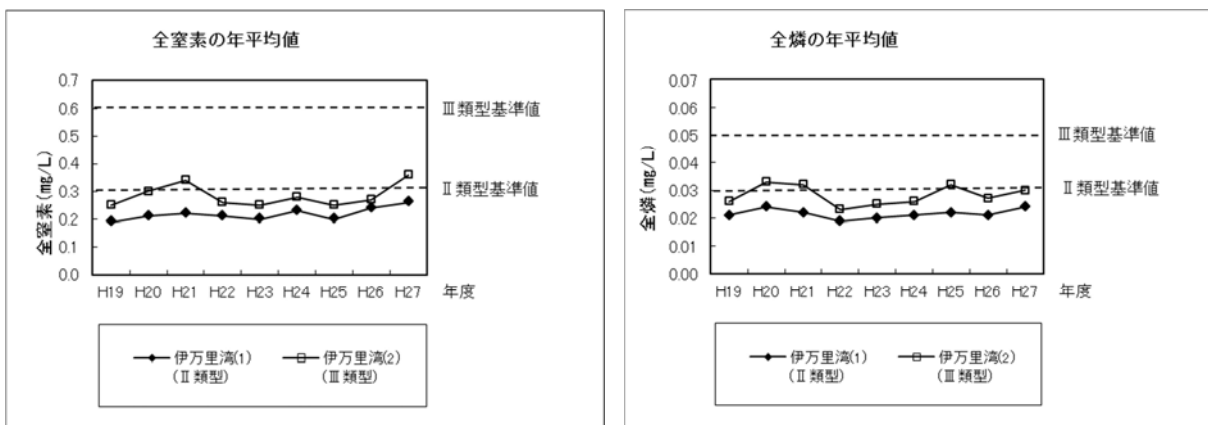 全窒素の年平均値
全窒素(㎎/L)
0.7
0.6
0.5
0.4
0.3
0.2
0.1
0.0
Ⅲ類型基準値
Ⅱ類型基準値
H19 H20 H21 H22 H23 H24 H25 H26 H27 年度
伊万里湾(1)
(Ⅱ類型)
伊万里湾(2)
(Ⅲ類型)
全燐の年平均値
全燐(㎎/L)
0.07
0.06
0.05
0.04
0.03
0.02
0.01
0.00
Ⅲ類型基準値
Ⅱ類型基準値
H19 H20 H21 H22 H23 H24 H25 H26 H27 年度
伊万里湾(1)
(Ⅱ類型)
伊万里湾(2)
(Ⅲ類型)